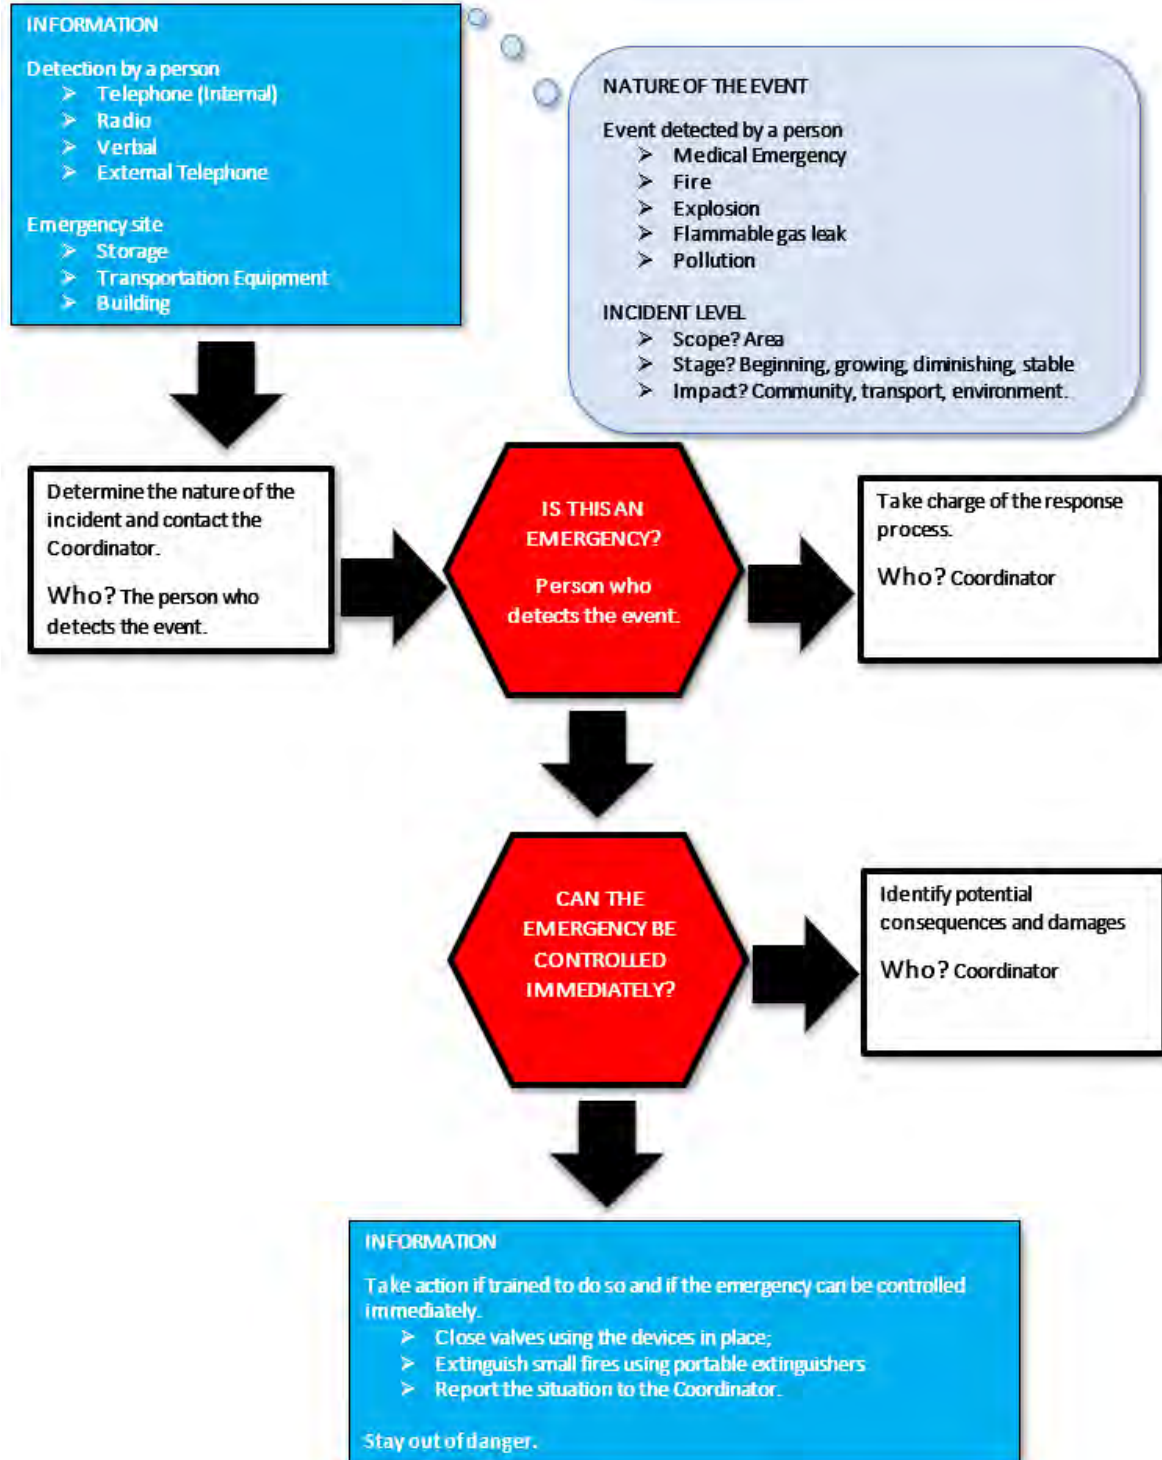 INFORMATION
Detection by a person
➢ Telephone (Internal)
➢ Radio
➢ Verbal
➢ External Telephone
Emergency site
➢ Storage
➢ Transportation Equipment
➢ Building
NATURE OF THE EVENT
Event detected by a person
➢ Medical Emergency
➢ Fire
➢ Explosion
➢ Flammable gas leak
➢ Pollution
INCIDENT LEVEL
➢ Scope? Area
➢ Stage? Beginning, growing, diminishing, stable
➢ Impact? Community, transport, environment.
Determine the nature of the
incident and contact the
Coordinator.
Who? The person who
detects the event.
IS THIS AN
EMERGENCY?
Person who
detects the event.
Take charge of the response
process.
Who? Coordinator
CAN THE
EMERGENCY BE
CONTROLLED
IMMEDIATELY?
Identify potential
consequences and damages
Who? Coordinator
INFORMATION
Take action if trained to do so and if the emergency can be controlled
immediately.
➢ Close valves using the devices in place;
➢ Extinguish small fires using portable extinguishers
➢ Report the situation to the Coordinator.
Stay out of danger.